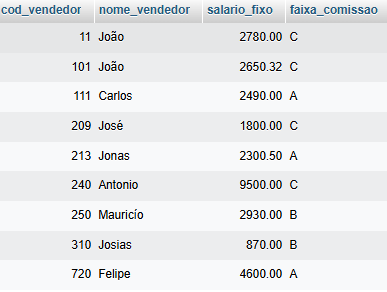 cod_vendedor nome_vendedor salario_fixo faixa_comissao
11 João 2780.00 C
101 João 2650.32 C
111 Carlos 2490.00 A
209 José 1800.00 C
213 Jonas 2300.50 A
240 Antonio 9500.00 C
250 Mauricío 2930.00 B
310 Josias 870.00 B
720 Felipe 4600.00 A